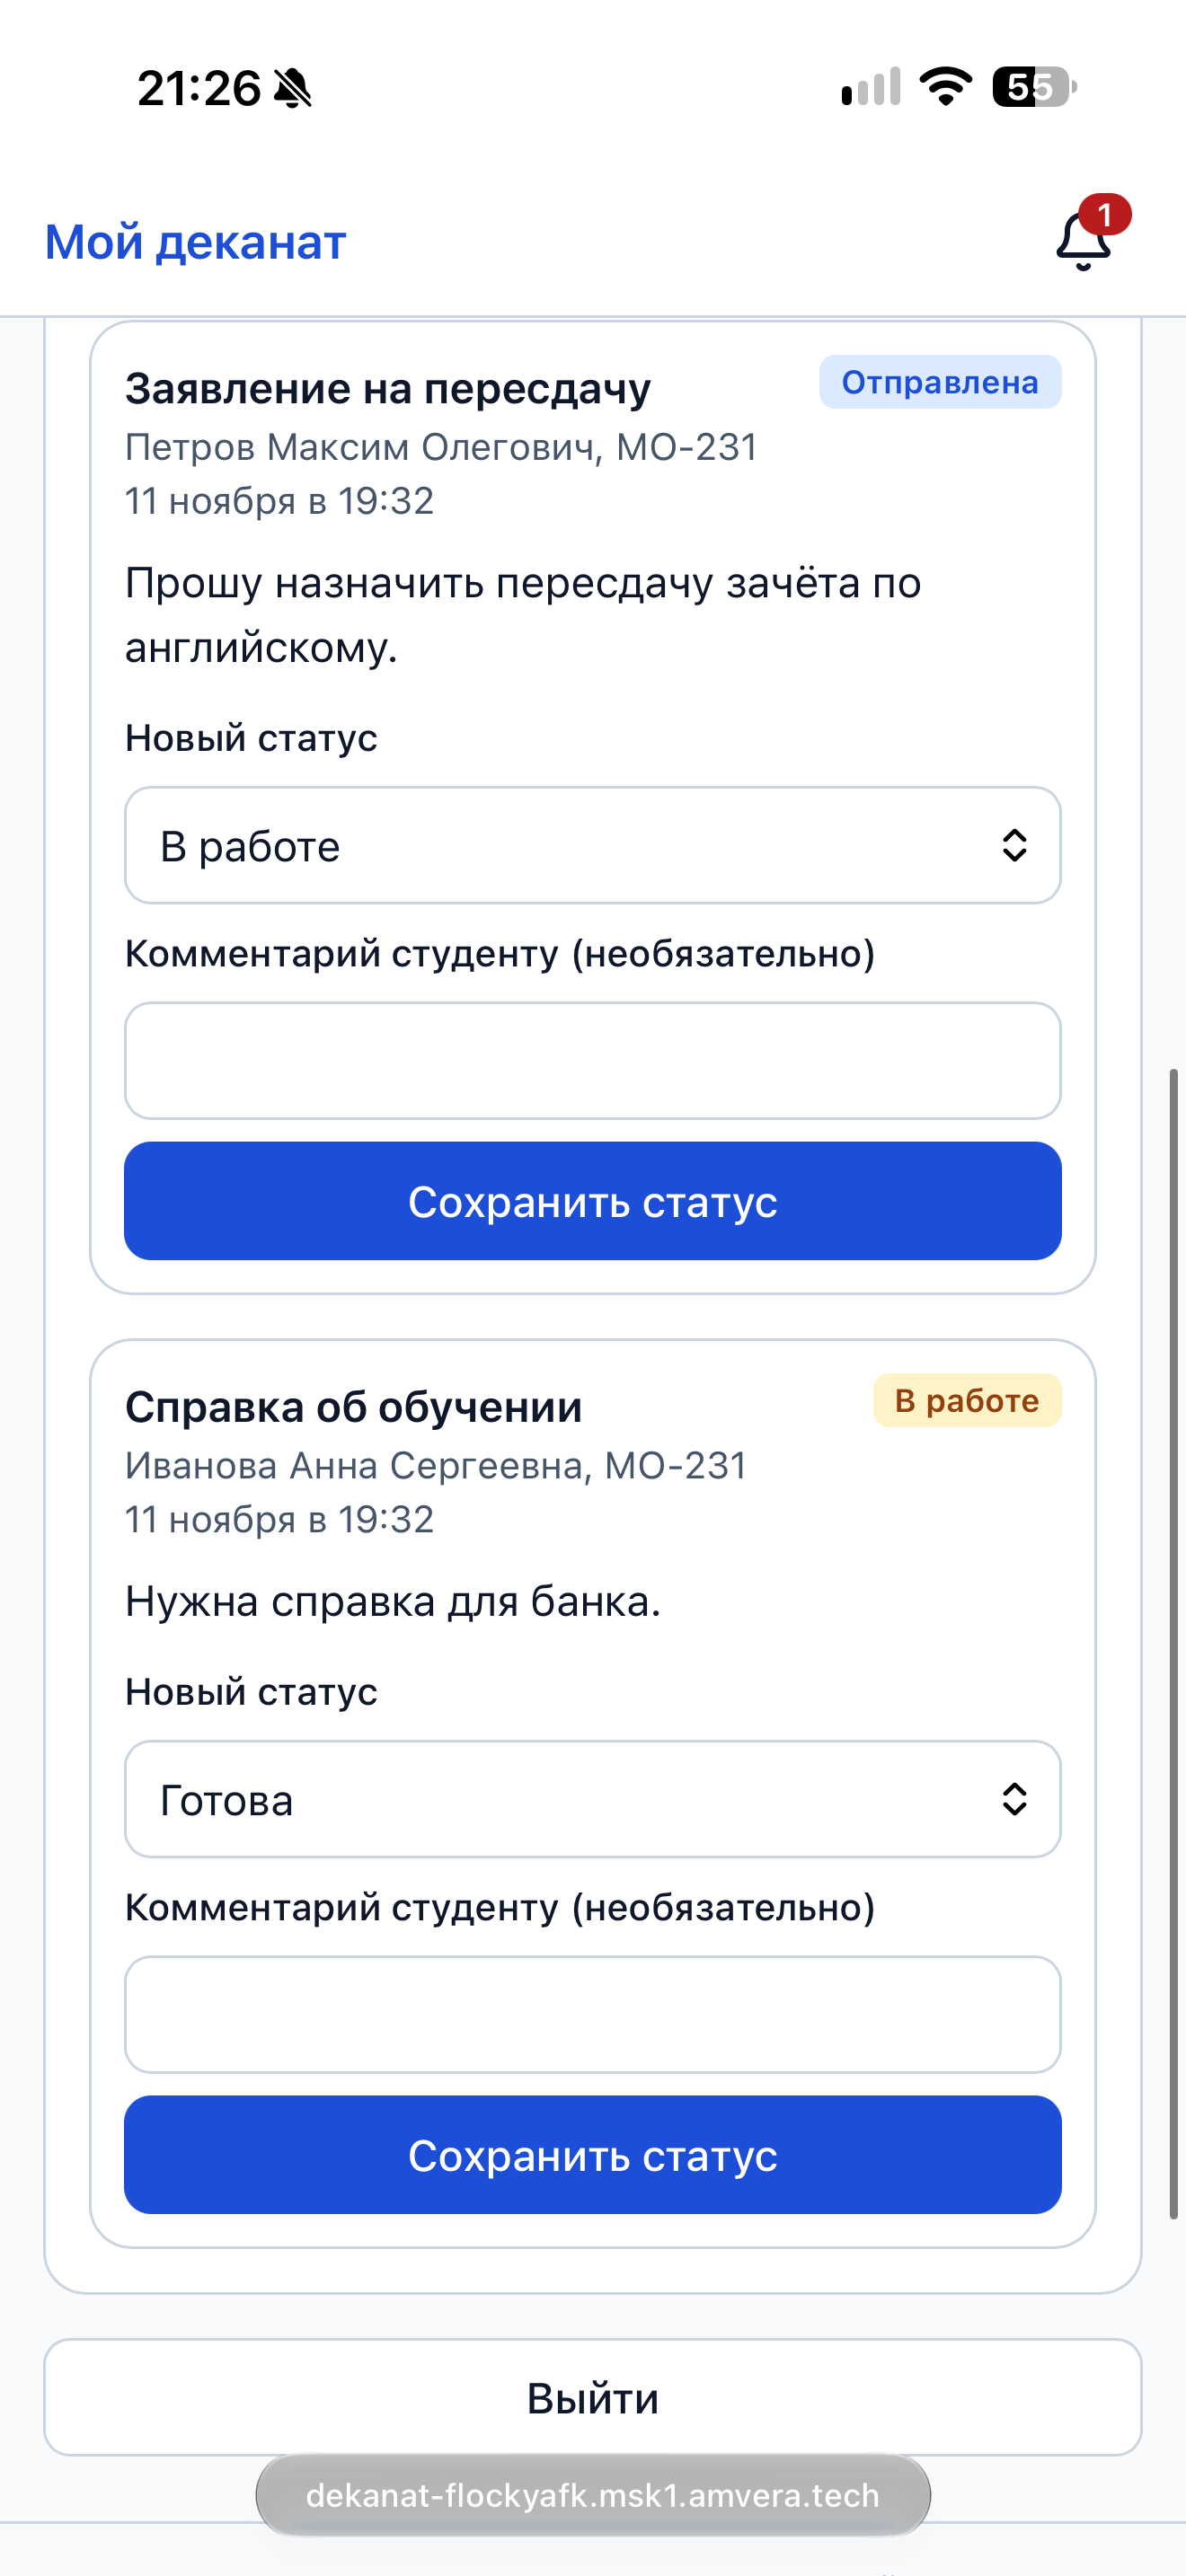 21:26
55
1
Мой деканат
Заявление на пересдачу
Отправлена
Петров Максим Олегович, МО-231
11 ноября в 19:32
Прошу назначить пересдачу зачёта по
английскому.
Новый статус
В работе
Комментарий студенту (необязательно)
Сохранить статус
Справка об обучении
В работе
Иванова Анна Сергеевна, МО-231
11 ноября в 19:32
Нужна справка для банка.
Новый статус
Готова
Комментарий студенту (необязательно)
Сохранить статус
Выйти
dekanat-flockyafk.msk1.amvera.tech